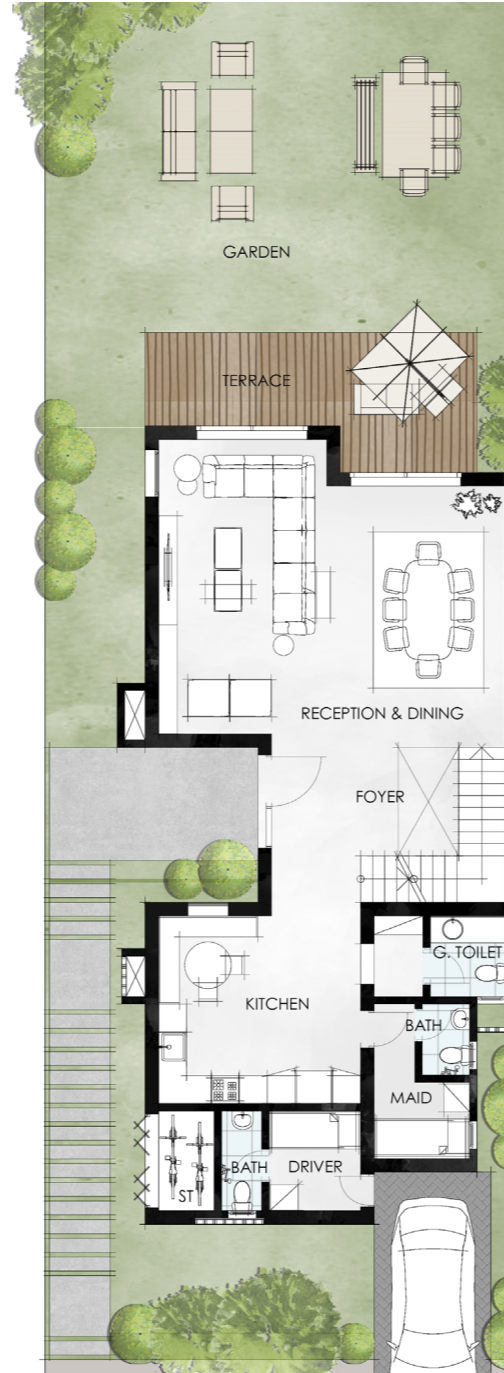 GARDEN
TERRACE
RECEPTION & DINING
FOYER
G. TOILET
KITCHEN
BATH
MAID
BATH
DRIVER
ST